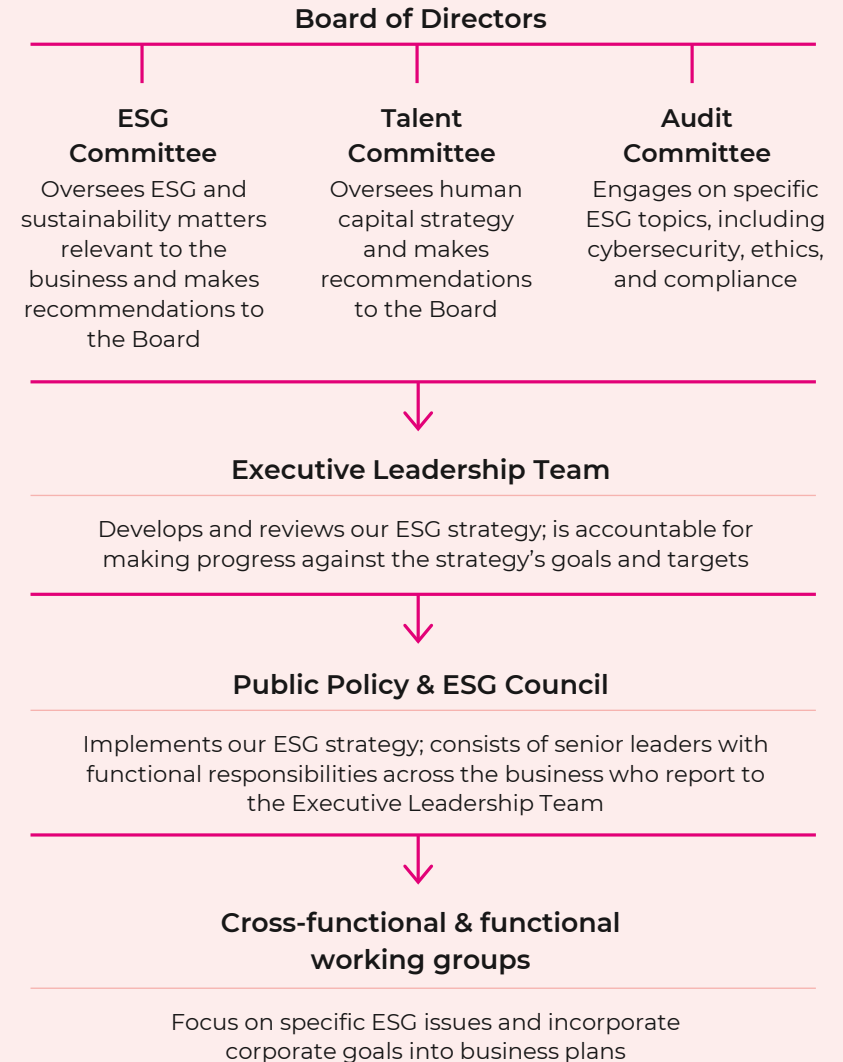 Board of Directors
ESG
Committee
Oversees ESG and
sustainability matters
relevant to the
business and makes
recommendations to
the Board
Talent
Committee
Oversees human
capital strategy
and makes
recommendations
to the Board
Audit
Committee
Engages on specific
ESG topics, including
cybersecurity, ethics,
and compliance
Executive Leadership Team
Develops and reviews our ESG strategy; is accountable for
making progress against the strategy’s goals and targets
Public Policy & ESG Council
Implements our ESG strategy; consists of senior leaders with
functional responsibilities across the business who report to
the Executive Leadership Team
Cross-functional & functional
working groups
Focus on specific ESG issues and incorporate
corporate goals into business plans